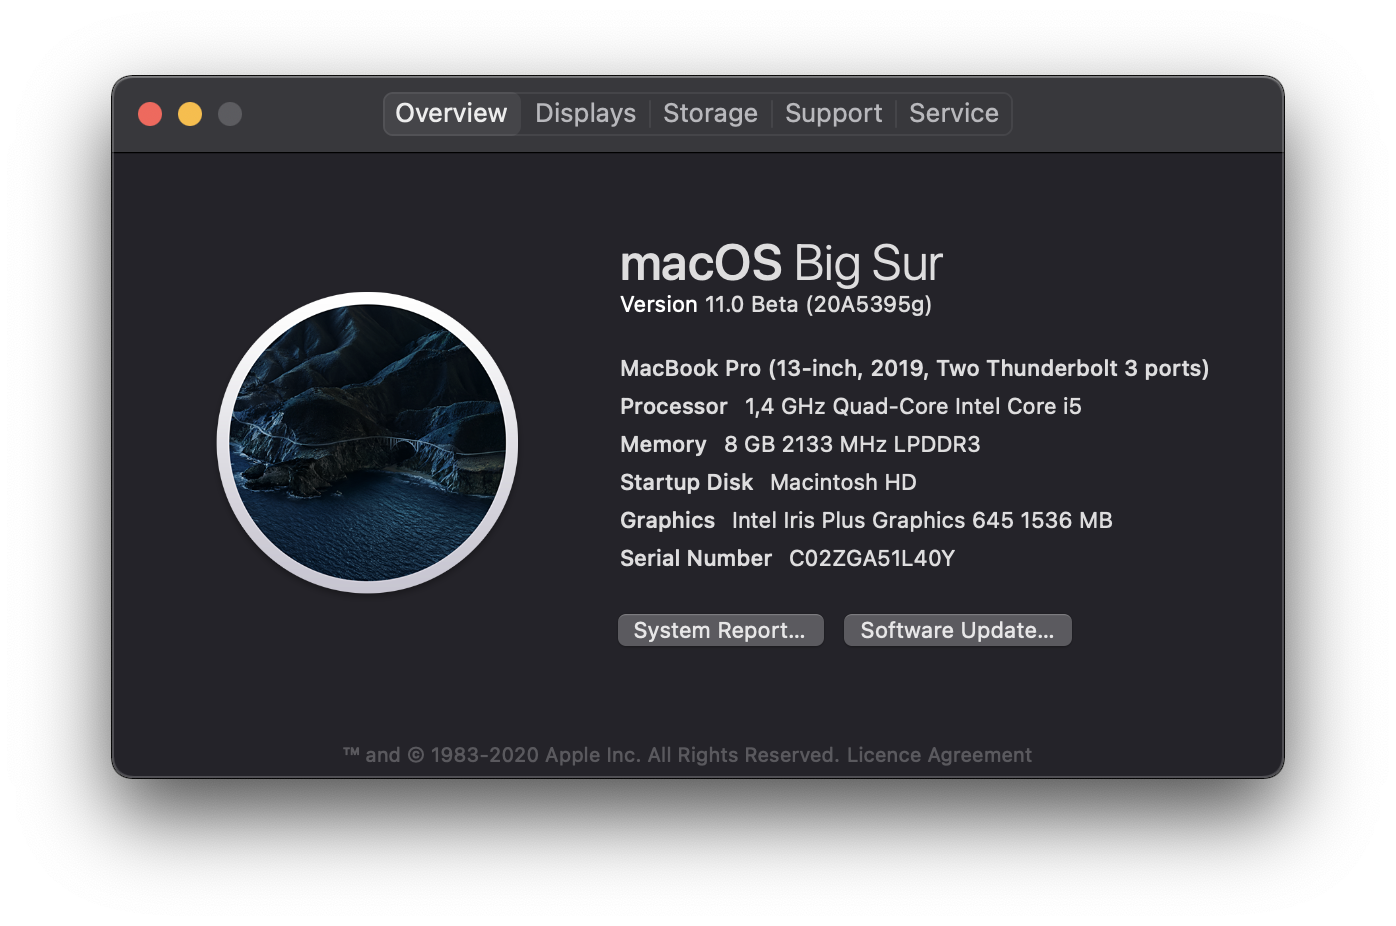 Overview Displays Storage Support Service
macOS Big Sur
Version 11.0 Beta (20A5395g)
MacBook Pro (13-inch, 2019, Two Thunderbolt 3 ports)
Processor 1,4 GHz Quad-Core Intel Core i5
Memory 8 GB 2133 MHz LPDDR3
Startup Disk Macintosh HD
Graphics Intel Iris Plus Graphics 645 1536 MB
Serial Number C02ZGA51L40Y
System Report... Software Update...
™ and © 1983-2020 Apple Inc. All Rights Reserved. Licence Agreement